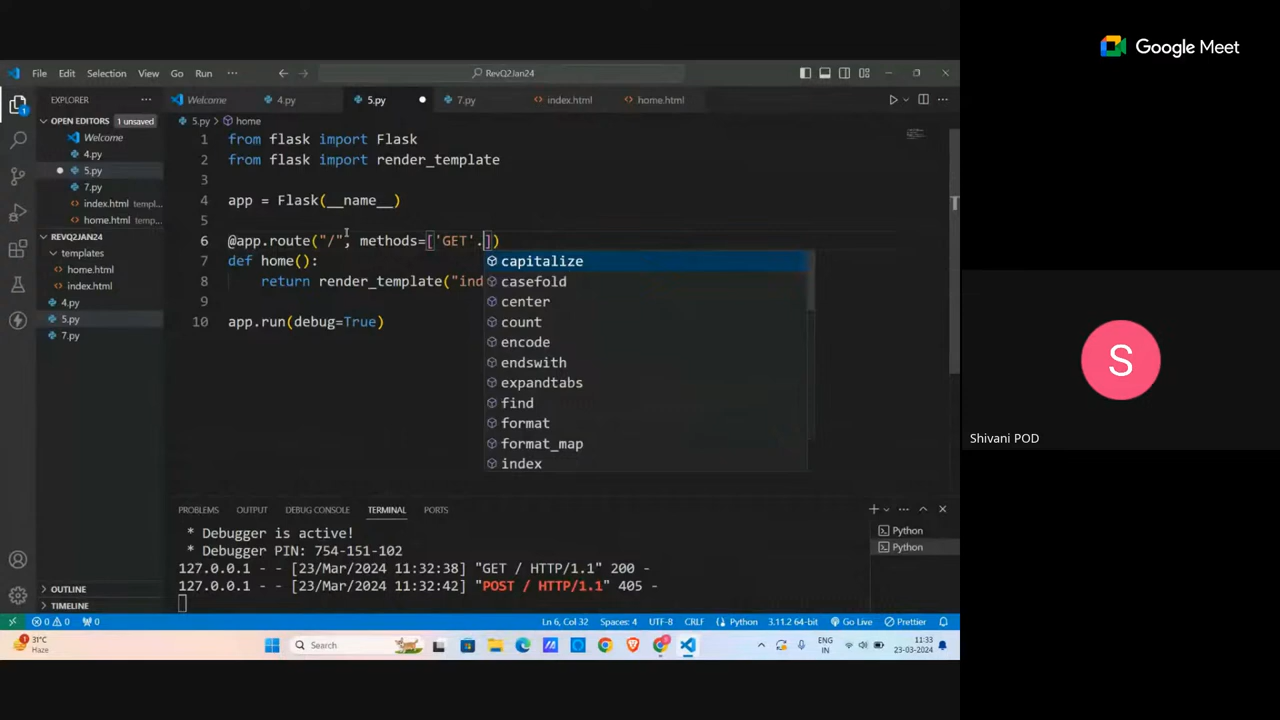 Google Meet
File Edit Selection View Go Run ··· RevQ2Jan24
EXPLORER ···
Welcome 4.py 5.py 7.py index.html home.html
OPEN EDITORS 1 unsaved
Welcome
4.py
5.py
7.py
index.html templ...
home.html temp...
REVQ2JAN24
templates
home.html
index.html
4.py
5.py
7.py
OUTLINE
TIMELINE
5.py > home
1 from flask import Flask
2 from flask import render_template
3
4 app = Flask(__name__)
5
6 @app.route("/", methods=['GET'.])
7 def home():
8 return render_template("ind
9
10 app.run(debug=True)
capitalize
casefold
center
count
encode
endswith
expandtabs
find
format
format_map
index
PROBLEMS OUTPUT DEBUG CONSOLE TERMINAL PORTS
* Debugger is active!
* Debugger PIN: 754-151-102
127.0.0.1 - - [23/Mar/2024 11:32:38] "GET / HTTP/1.1" 200 -
127.0.0.1 - - [23/Mar/2024 11:32:42] "POST / HTTP/1.1" 405 -
Python
Python
0 0 0 Ln 6, Col 32 Spaces: 4 UTF-8 CRLF Python 3.11.2 64-bit Go Live Prettier
31°C
Haze
Search
ENG
IN
11:33
23-03-2024
S
Shivani POD